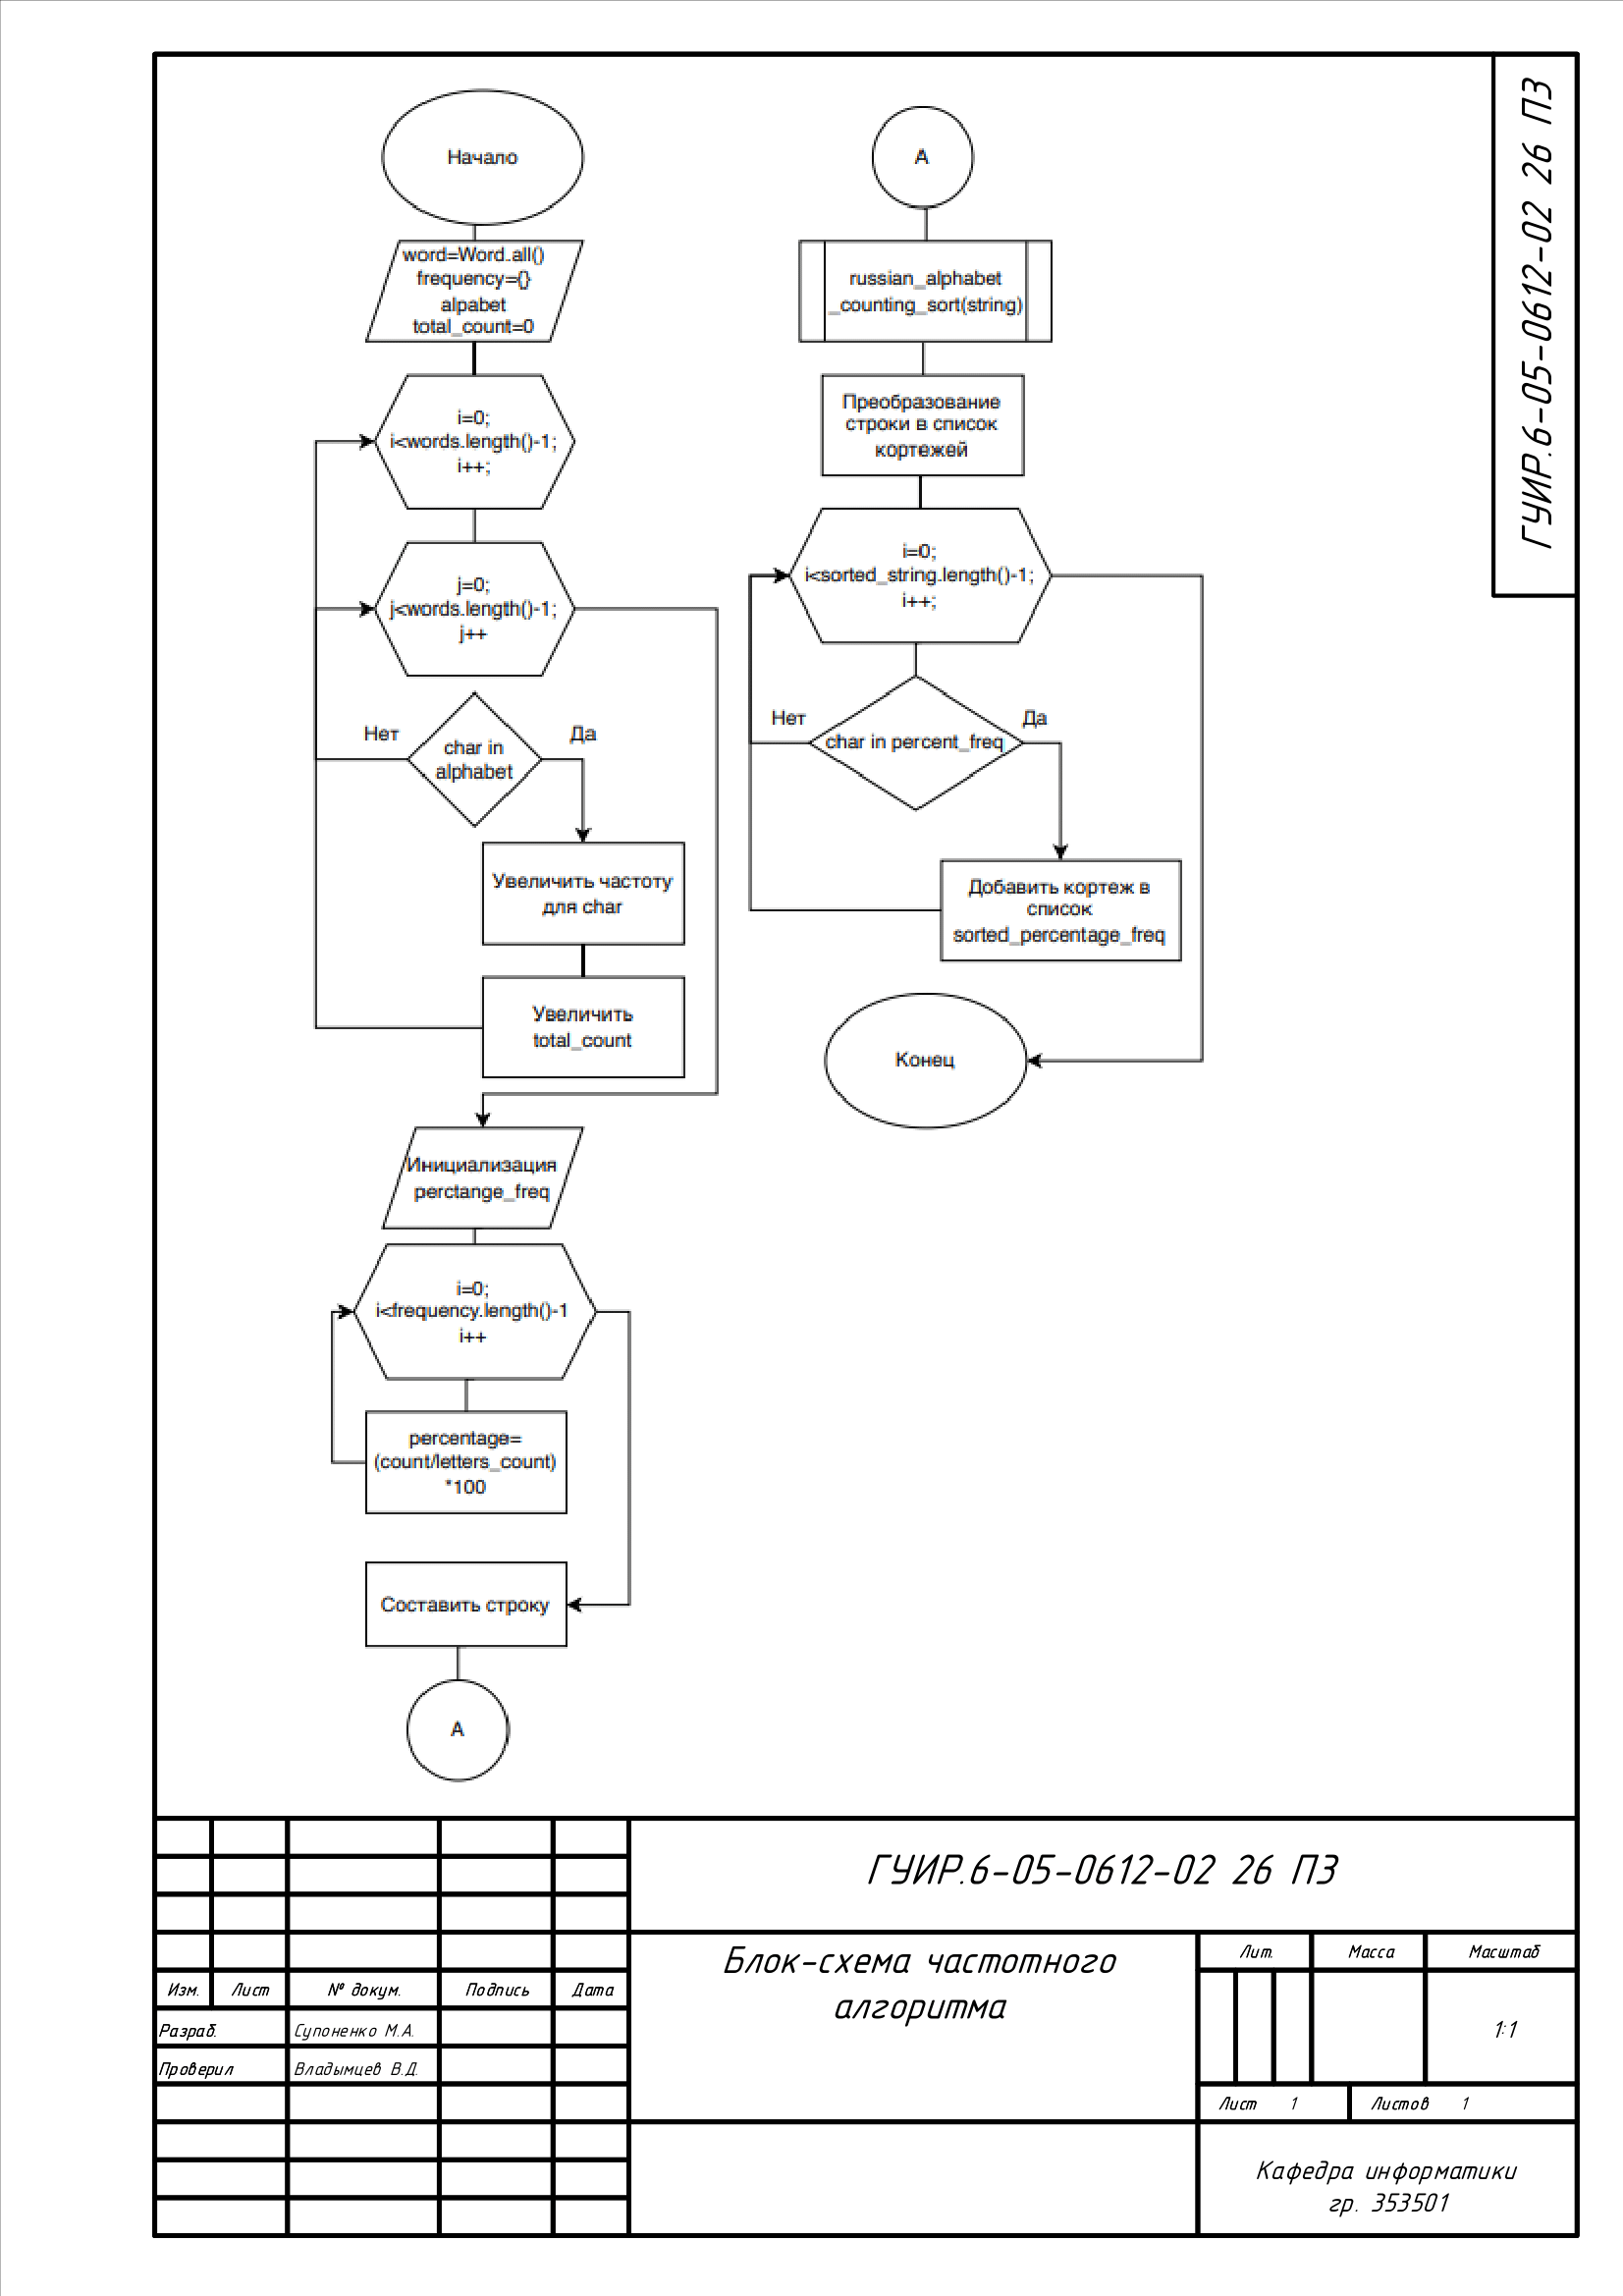 Начало
word=Word.all()
frequency={}
alpabet
total_count=0
i=0;
i<words.length()-1;
i++;
j=0;
j<words.length()-1;
j++
Нет
Да
char in
alphabet
Увеличить частоту
для char
Увеличить
total_count
Инициализация
perctange_freq
i=0;
i<frequency.length()-1
i++
percentage=
(count/letters_count)
*100
Составить строку
А
А
russian_alphabet
_counting_sort(string)
Преобразование
строки в список
кортежей
i=0;
i<sorted_string.length()-1;
i++;
Нет
Да
char in percent_freq
Добавить кортеж в
список
sorted_percentage_freq
Конец
ГУИР.6-05-0612-02 26 ПЗ
ГУИР.6-05-0612-02 26 ПЗ
Блок-схема частотного
алгоритма
Лит. Масса Масштаб
1:1
Лист 1 Листов 1
Кафедра информатики
гр. 353501
Изм. Лист № докум. Подпись Дата
Разраб. Супоненко М.А.
Проверил Владымцев В.Д.